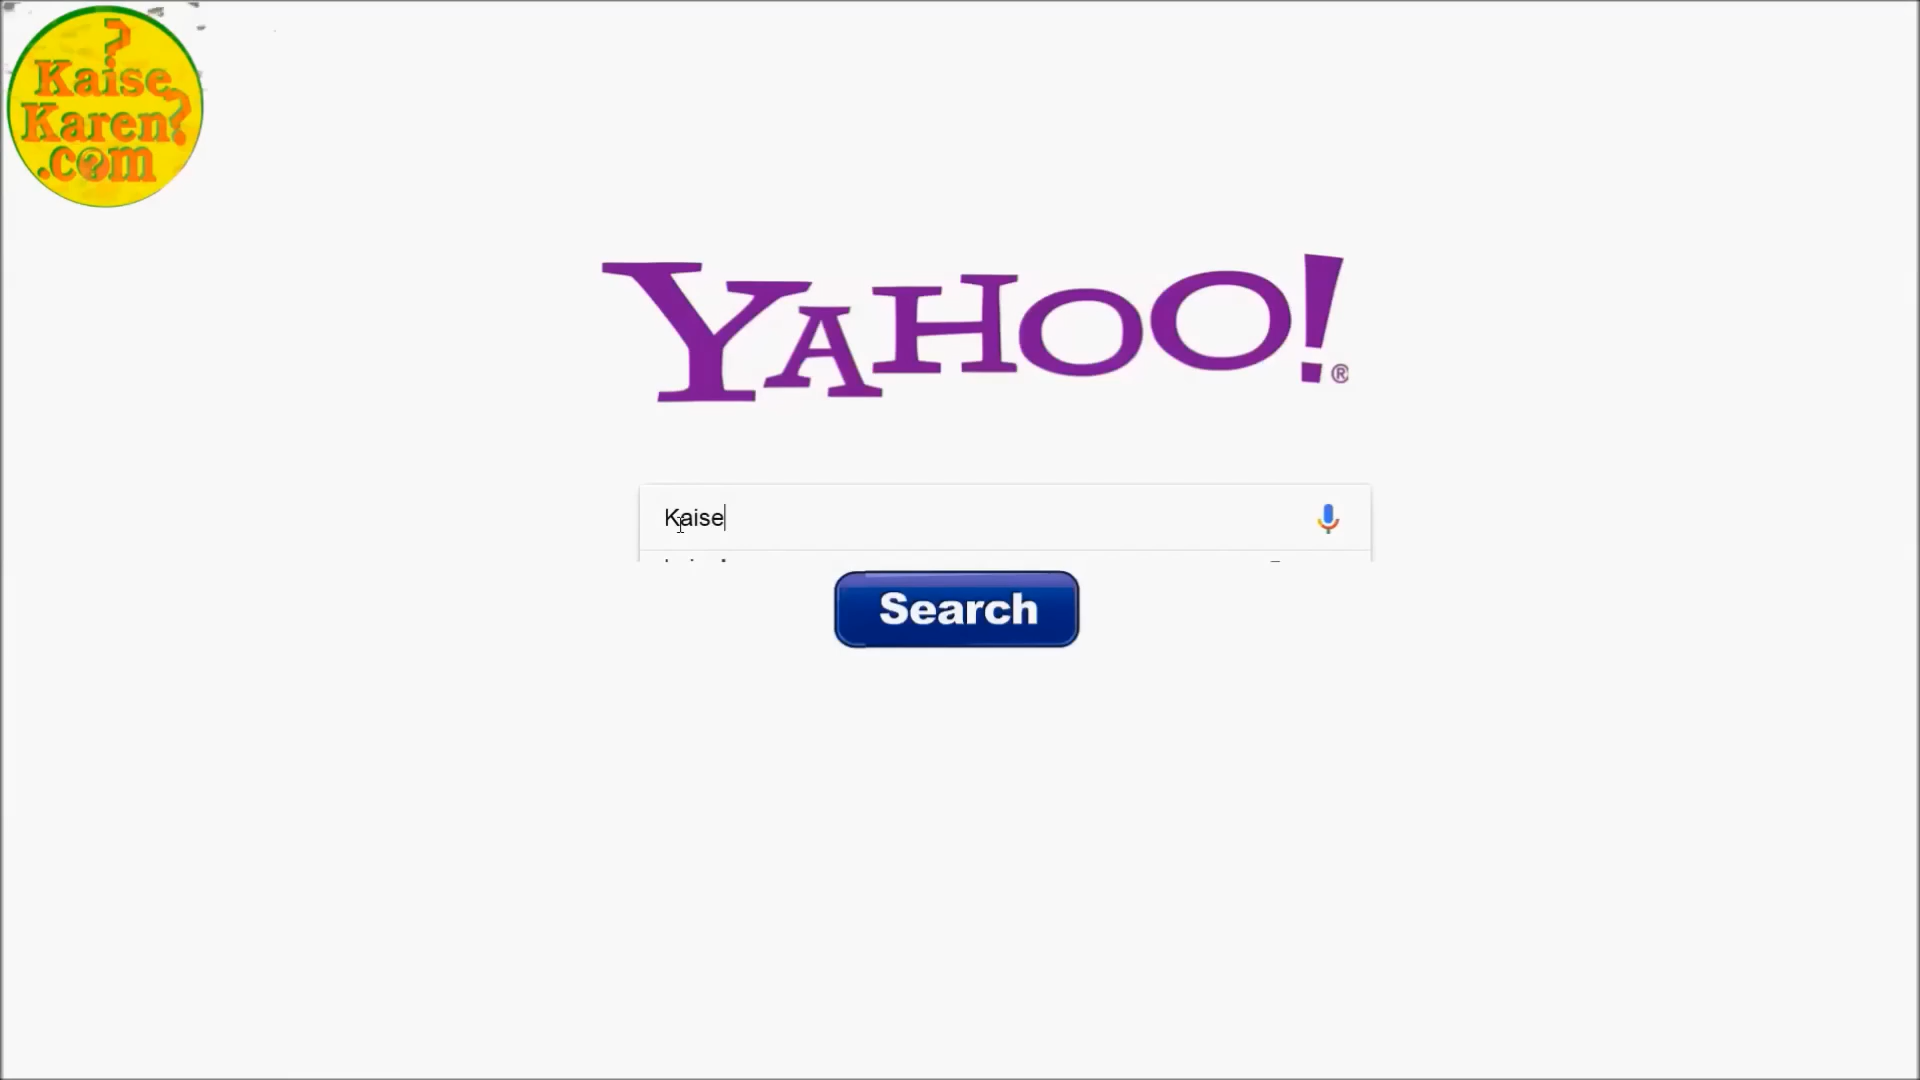 ?
Kaise
Karen?
.com
YAHOO!®
Kaise
Search